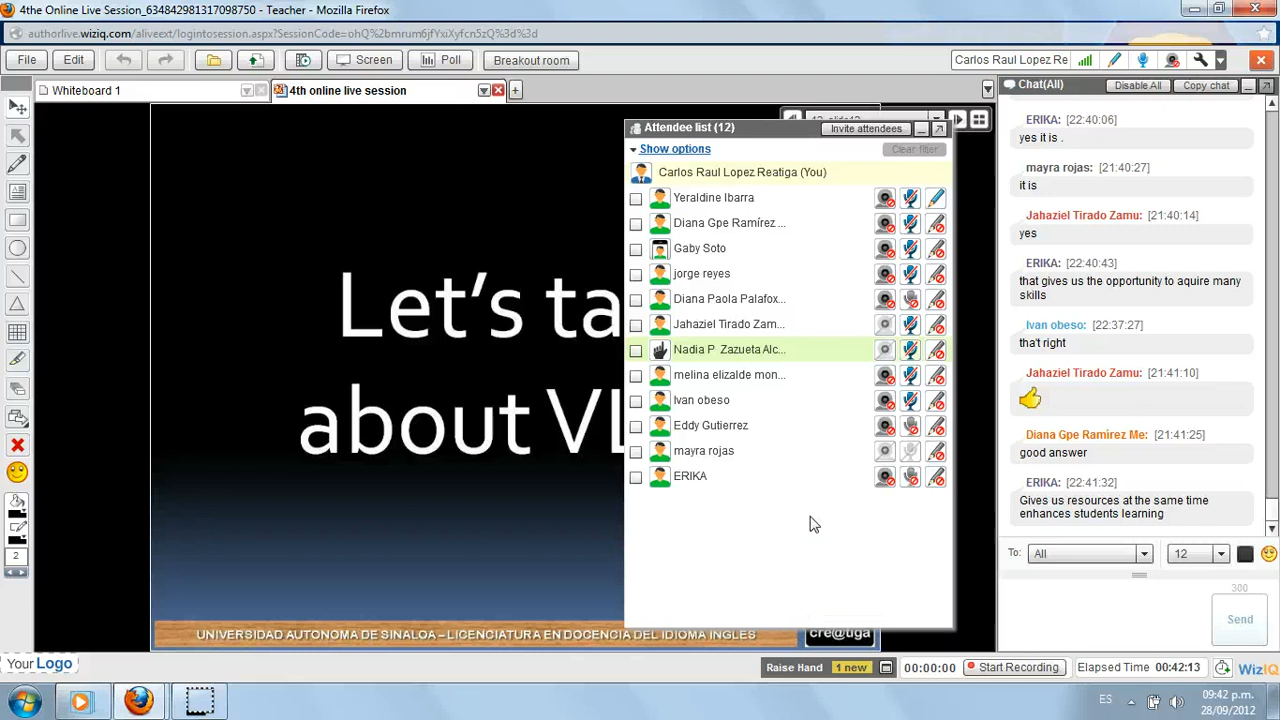 4the Online Live Session_634842981317098750 - Teacher - Mozilla Firefox
authorlive.wiziq.com/aliveext/logintosession.aspx?SessionCode=ohQ%2bmrum6jfYxuXyfcn5zQ%3d%3d
File
Edit
Screen
Poll
Breakout room
Carlos Raul Lopez Re
Whiteboard 1
4th online live session
Chat(All)
Disable All
Copy chat
Attendee list (12)
Invite attendees
Show options
Clear filter
Carlos Raul Lopez Reatiga (You)
Yeraldine Ibarra
Diana Gpe Ramírez ...
Gaby Soto
jorge reyes
Diana Paola Palafox...
Jahaziel Tirado Zam...
Nadia P Zazueta Alc...
melina elizalde mon...
Ivan obeso
Eddy Gutierrez
mayra rojas
ERIKA
Let's ta
about VL
UNIVERSIDAD AUTONOMA DE SINALOA – LICENCIATURA EN DOCENCIA DEL IDIOMA INGLES
cre@tiga
ERIKA: [22:40:06]
yes it is .
mayra rojas: [21:40:27]
it is
Jahaziel Tirado Zamu: [21:40:14]
yes
ERIKA: [22:40:43]
that gives us the opportunity to aquire many
skills
Ivan obeso: [22:37:27]
tha't right
Jahaziel Tirado Zamu: [21:41:10]
Diana Gpe Ramírez Me: [21:41:25]
good answer
ERIKA: [22:41:32]
Gives us resources at the same time
enhances students learning
To:
All
12
300
Send
2
Your Logo
Raise Hand
1 new
00:00:00
Start Recording
Elapsed Time
00:42:13
WizIQ
ES
09:42 p.m.
28/09/2012